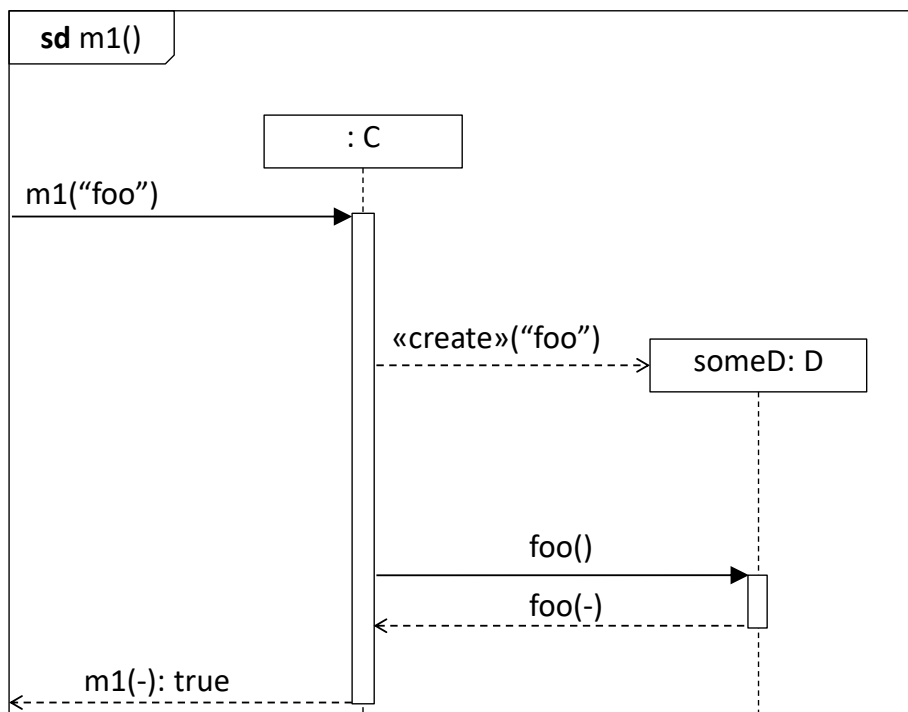 sd m1()
: C
m1(“foo”)
«create»(“foo”)
someD: D
foo()
foo(-)
m1(-): true